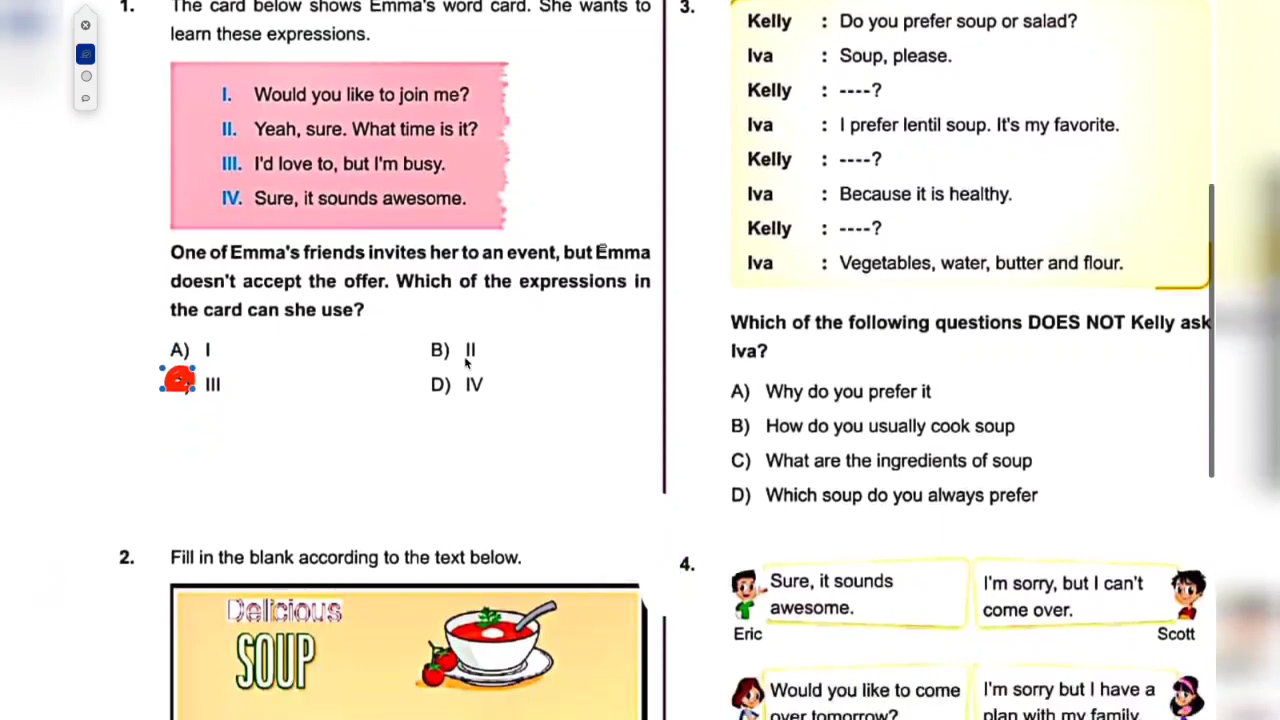 1. The card below shows Emma's word card. She wants to
learn these expressions.
I. Would you like to join me?
II. Yeah, sure. What time is it?
III. I'd love to, but I'm busy.
IV. Sure, it sounds awesome.
One of Emma's friends invites her to an event, but Emma
doesn't accept the offer. Which of the expressions in
the card can she use?
A) I
B) II
III
D) IV
2. Fill in the blank according to the text below.
Delicious
SOUP
3.
Kelly : Do you prefer soup or salad?
Iva : Soup, please.
Kelly : ----?
Iva : I prefer lentil soup. It's my favorite.
Kelly : ----?
Iva : Because it is healthy.
Kelly : ----?
Iva : Vegetables, water, butter and flour.
Which of the following questions DOES NOT Kelly ask
Iva?
A) Why do you prefer it
B) How do you usually cook soup
C) What are the ingredients of soup
D) Which soup do you always prefer
4.
Sure, it sounds
awesome.
Eric
I'm sorry, but I can't
come over.
Scott
Would you like to come
over tomorrow?
I'm sorry but I have a
plan with my family.